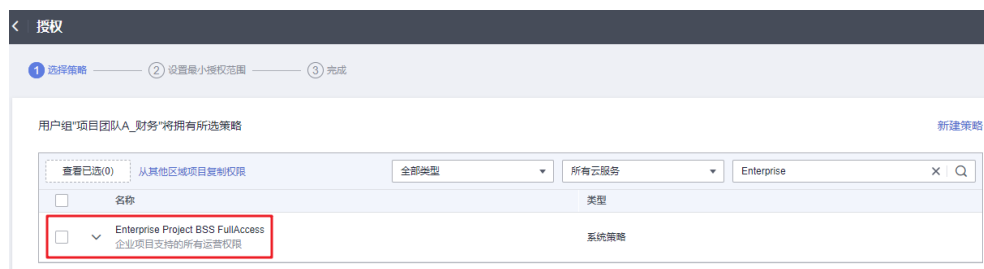 授权
1 选择策略 2 设置最小授权范围 3 完成
用户组"项目团队A_财务"将拥有所选策略 新建策略
查看已选(0) 从其他区域项目复制权限 全部类型 所有云服务 Enterprise
名称 类型
Enterprise Project BSS FullAccess
企业项目支持的所有运营权限 系统策略